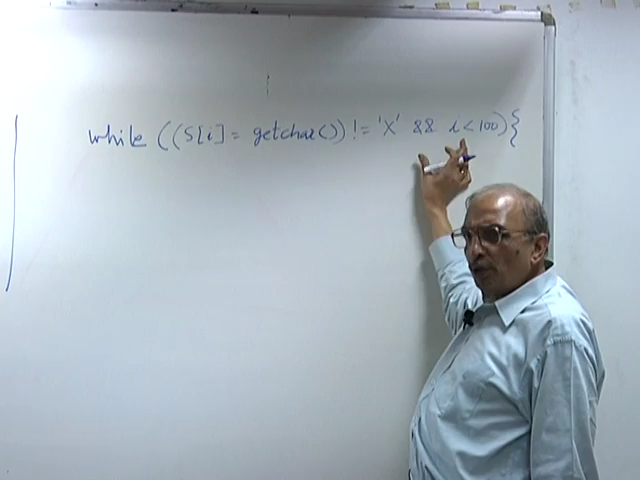 while ((S[i] = getchar()) != 'X' && i < 100) {